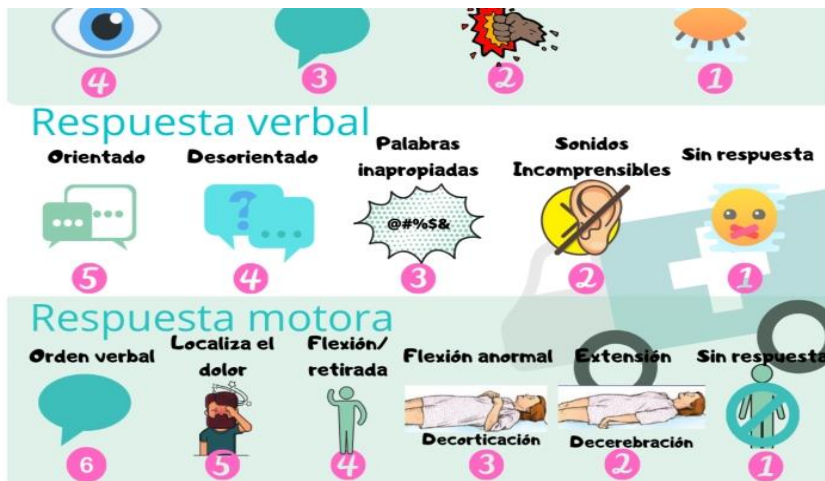 4 3 2 1
Respuesta verbal
Orientado Desorientado Palabras inapropiadas Sonidos Incomprensibles Sin respuesta
@#%$&
5 4 3 2 1
Respuesta motora
Orden verbal Localiza el dolor Flexión/ retirada Flexión anormal Extensión Sin respuesta
Decorticación Decerebración
6 5 4 3 2 1